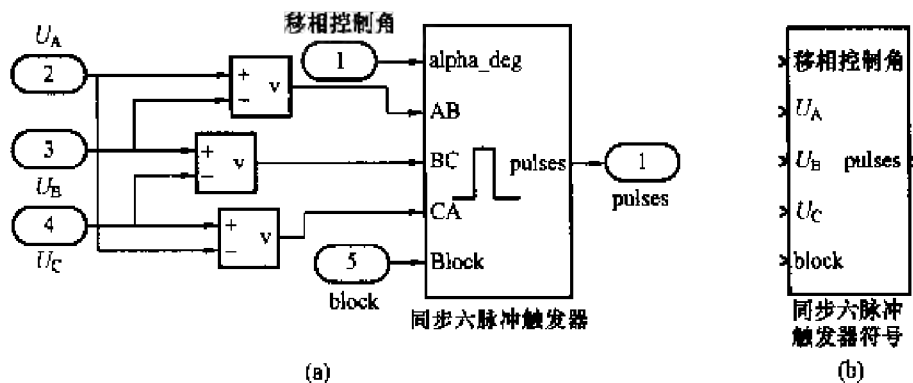 移相控制角
U_A
2
1
alpha_deg
+
−
v
AB
3
+
−
v
BC
pulses
1
pulses
U_B
4
+
−
v
CA
U_C
5
Block
block
同步六脉冲触发器
(a)
移相控制角
U_A
U_B
pulses
U_C
block
同步六脉冲
触发器符号
(b)